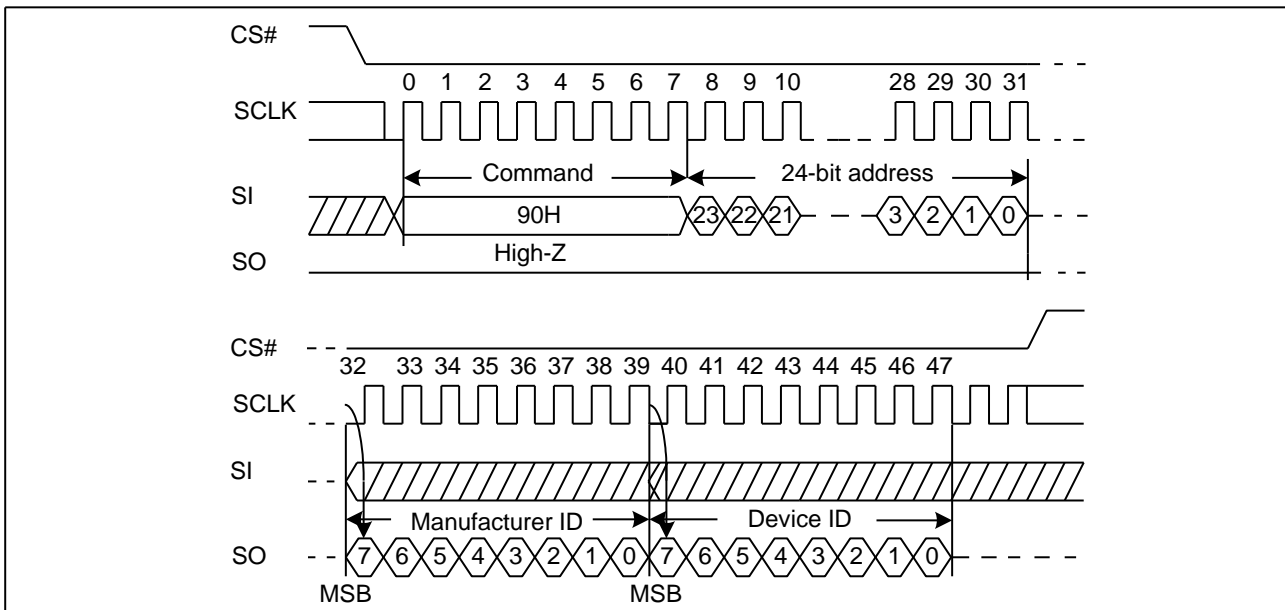 CS#
0 1 2 3 4 5 6 7 8 9 10 28 29 30 31
SCLK
Command 24-bit address
SI
90H 23 22 21 3 2 1 0
High-Z
SO
CS#
32 33 34 35 36 37 38 39 40 41 42 43 44 45 46 47
SCLK
SI
Manufacturer ID Device ID
SO 7 6 5 4 3 2 1 0 7 6 5 4 3 2 1 0
MSB MSB